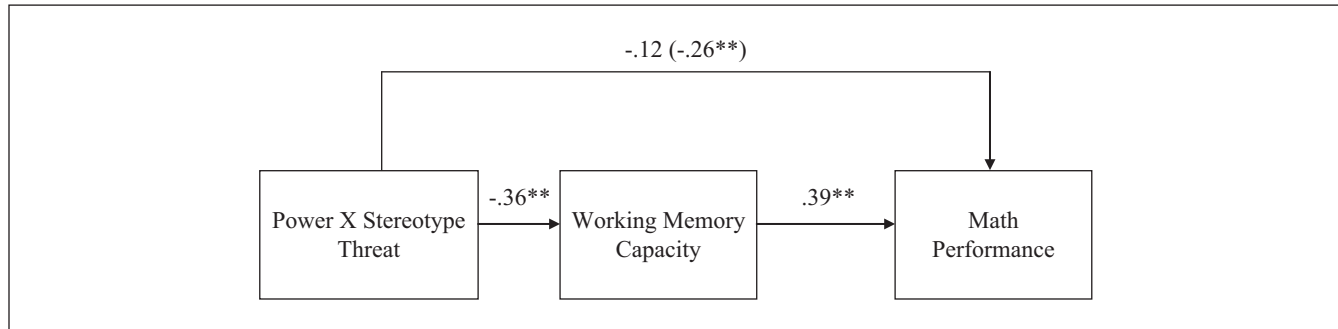 -.12 (-.26**)
Power X Stereotype
Threat
-.36**
Working Memory
Capacity
.39**
Math
Performance